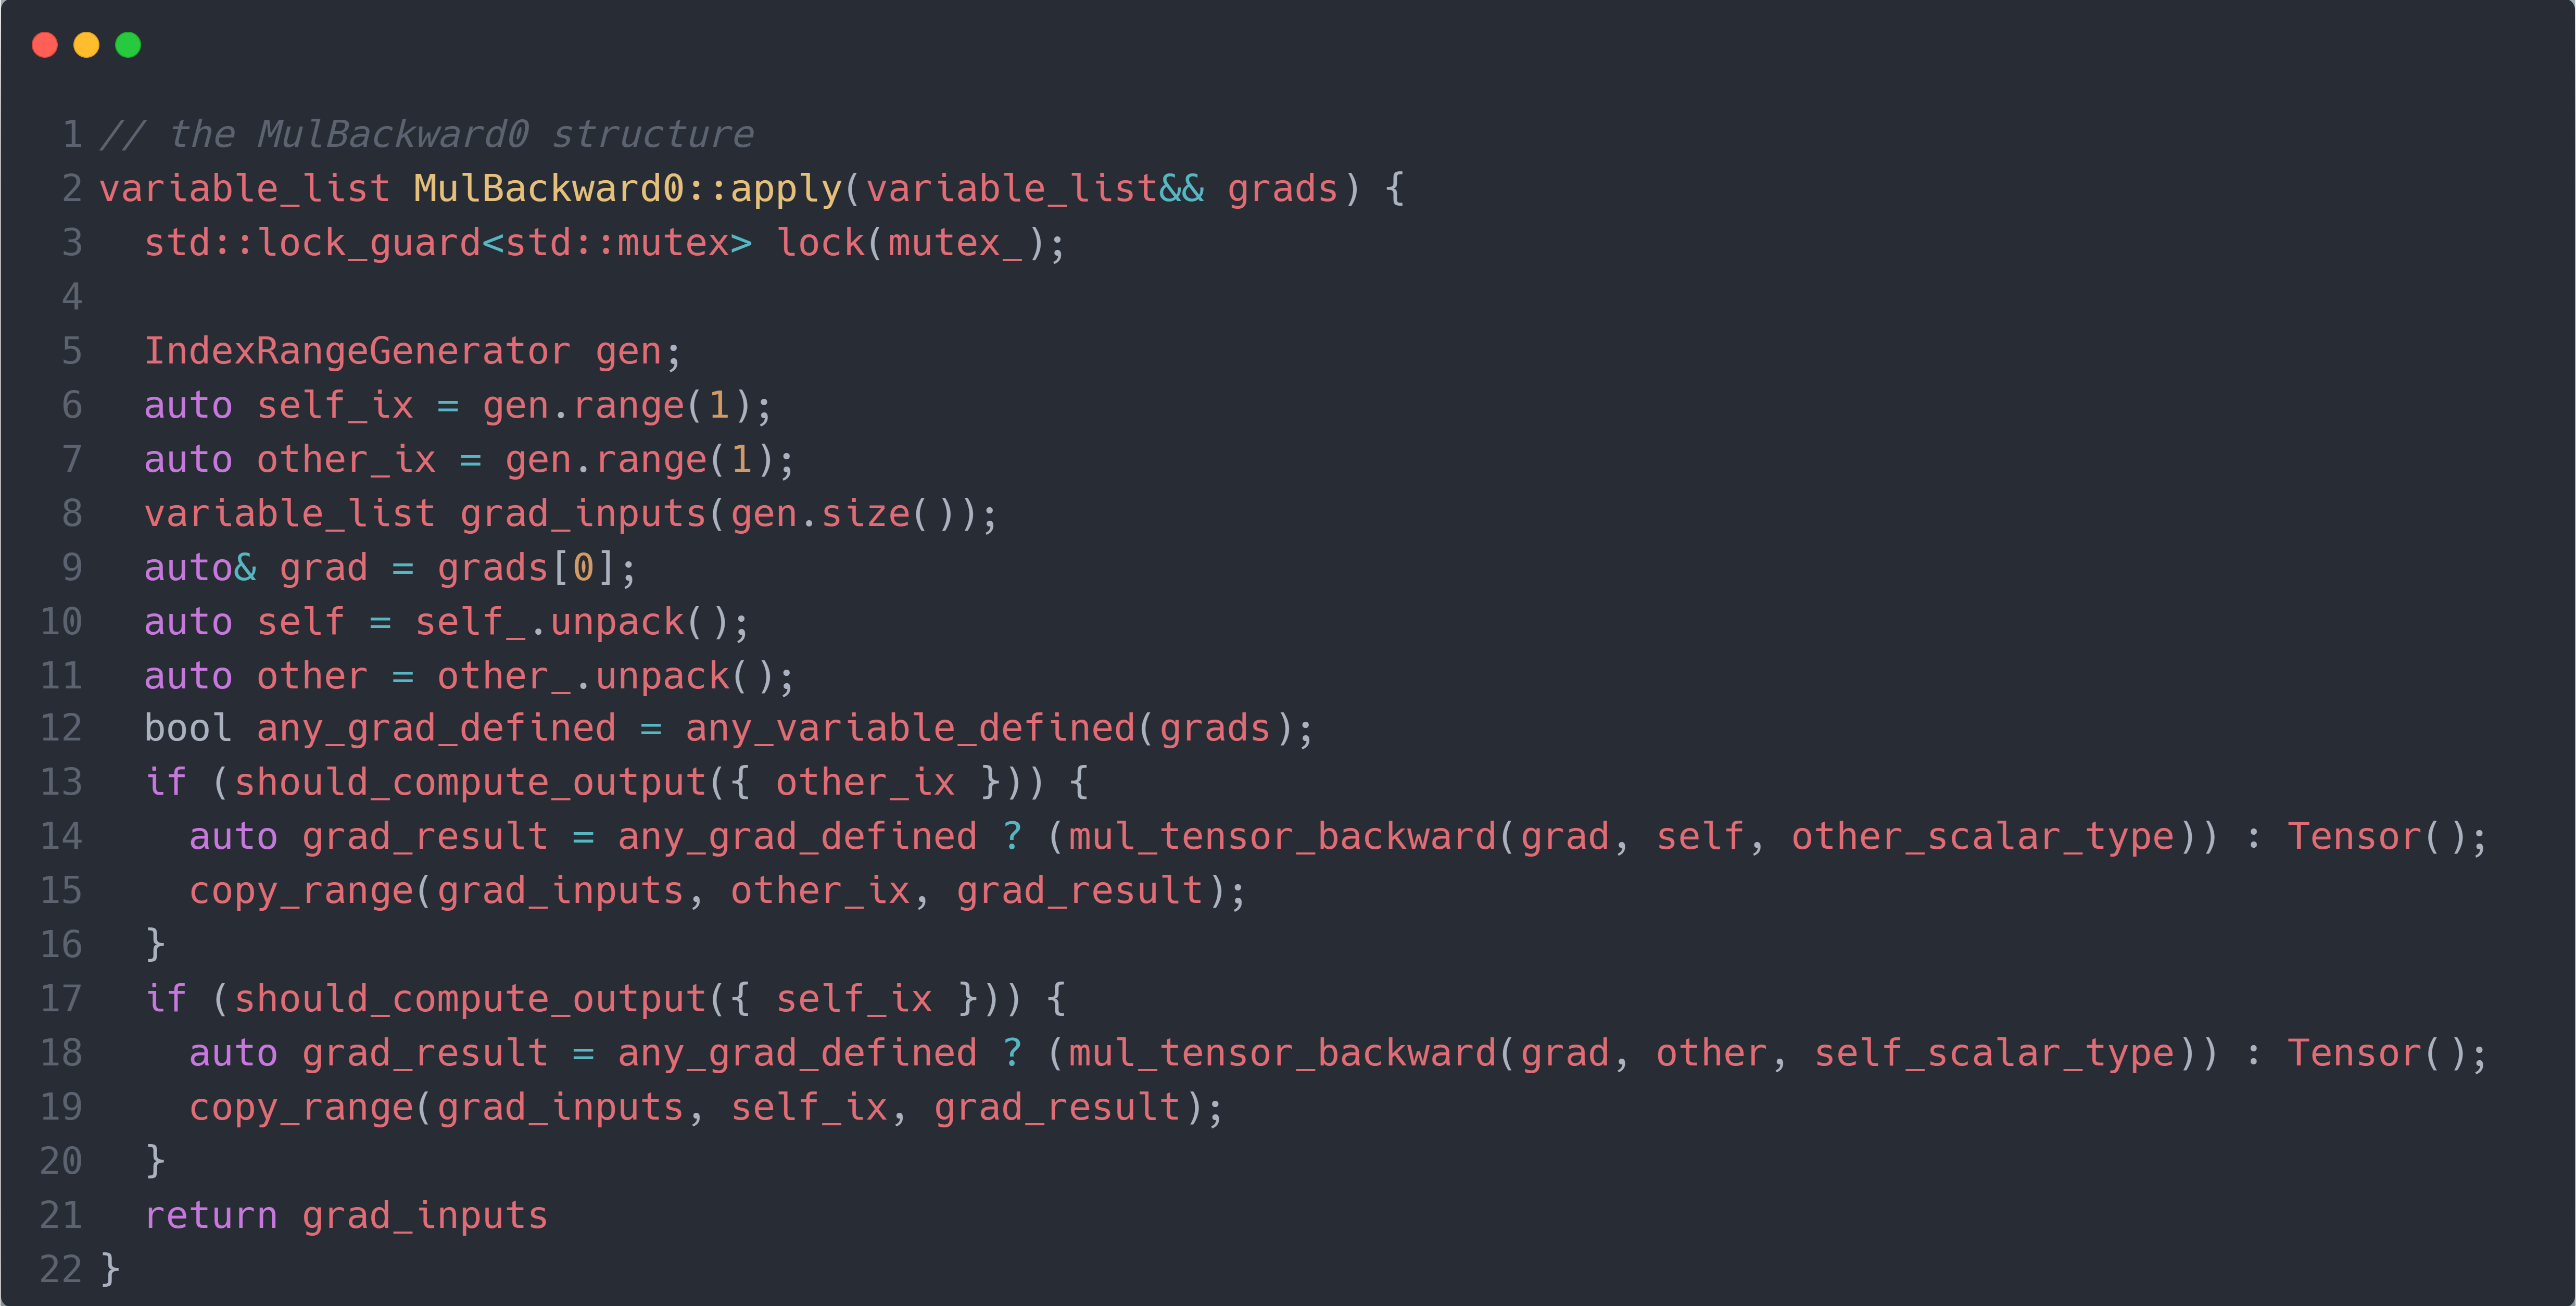 1 // the MulBackward0 structure
2 variable_list MulBackward0::apply(variable_list&& grads) {
3   std::lock_guard<std::mutex> lock(mutex_);
4
5   IndexRangeGenerator gen;
6   auto self_ix = gen.range(1);
7   auto other_ix = gen.range(1);
8   variable_list grad_inputs(gen.size());
9   auto& grad = grads[0];
10   auto self = self_.unpack();
11   auto other = other_.unpack();
12   bool any_grad_defined = any_variable_defined(grads);
13   if (should_compute_output({ other_ix })) {
14     auto grad_result = any_grad_defined ? (mul_tensor_backward(grad, self, other_scalar_type)) : Tensor();
15     copy_range(grad_inputs, other_ix, grad_result);
16   }
17   if (should_compute_output({ self_ix })) {
18     auto grad_result = any_grad_defined ? (mul_tensor_backward(grad, other, self_scalar_type)) : Tensor();
19     copy_range(grad_inputs, self_ix, grad_result);
20   }
21   return grad_inputs
22 }